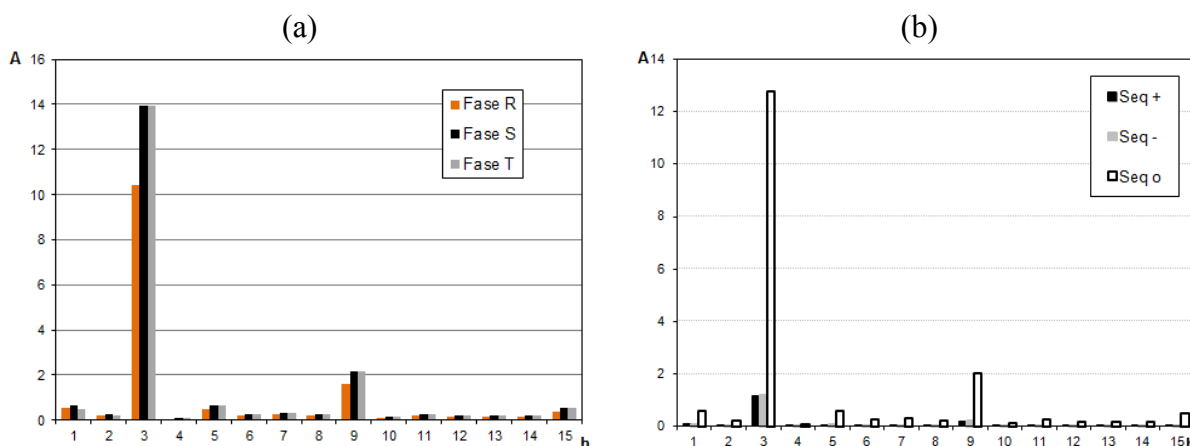 (a)
A
16
14
12
10
8
6
4
2
0
Fase R
Fase S
Fase T
1 2 3 4 5 6 7 8 9 10 11 12 13 14 15 h
(b)
A
14
12
10
8
6
4
2
0
Seq +
Seq -
Seq o
1 2 3 4 5 6 7 8 9 10 11 12 13 14 15